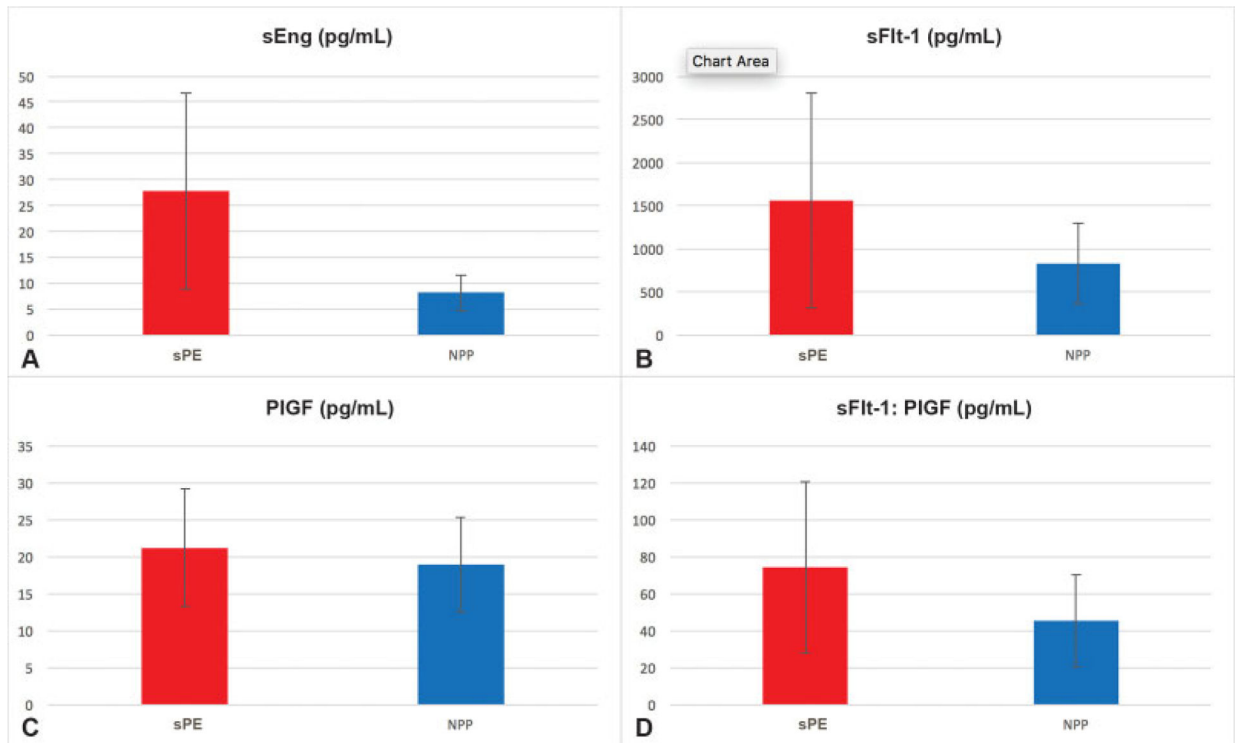 sEng (pg/mL)
50
45
40
35
30
25
20
15
10
5
0
A
sPE
NPP
sFlt-1 (pg/mL)
Chart Area
3000
2500
2000
1500
1000
500
0
B
sPE
NPP
PlGF (pg/mL)
35
30
25
20
15
10
5
0
C
sPE
NPP
sFlt-1: PlGF (pg/mL)
140
120
100
80
60
40
20
0
D
sPE
NPP